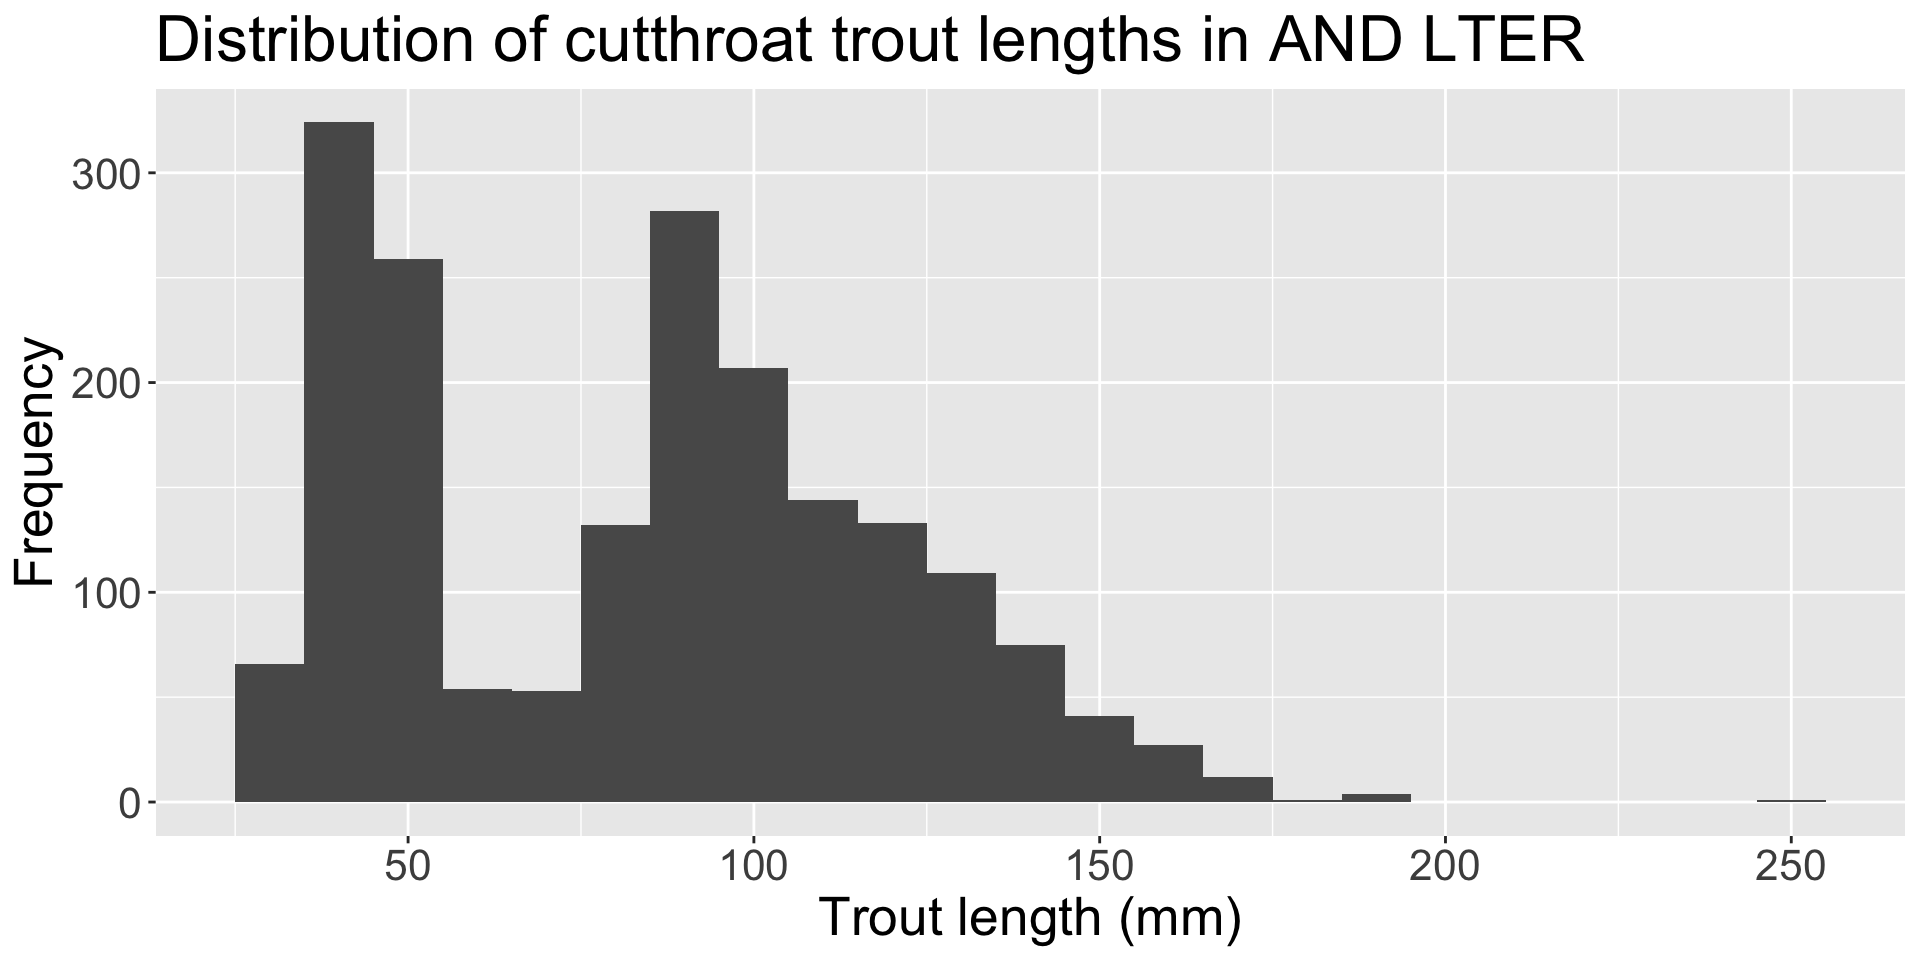 Distribution of cutthroat trout lengths in AND LTER
Frequency
300
200
100
0
50 100 150 200 250
Trout length (mm)